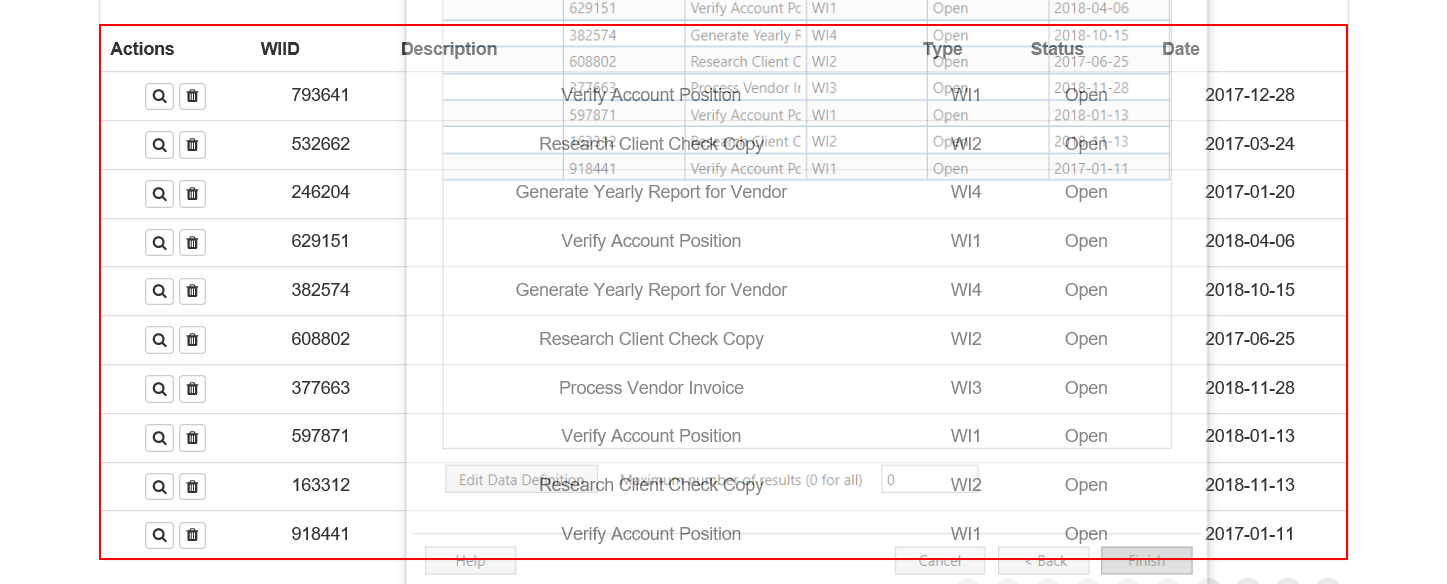 629151 Verify Account Pc WI1 Open 2018-04-06
382574 Generate Yearly R WI4 Open 2018-10-15
Actions WIID Description Type Status Date
608802 Research Client C WI2 Open 2017-06-25
377663 Process Vendor Ir WI3 Open 2018-11-28
793641 Verify Account Position WI1 Open 2017-12-28
597871 Verify Account Pc WI1 Open 2018-01-13
163312 Research Client C WI2 Open 2018-11-13
532662 Research Client Check Copy WI2 Open 2017-03-24
918441 Verify Account Pc WI1 Open 2017-01-11
246204 Generate Yearly Report for Vendor WI4 Open 2017-01-20
629151 Verify Account Position WI1 Open 2018-04-06
382574 Generate Yearly Report for Vendor WI4 Open 2018-10-15
608802 Research Client Check Copy WI2 Open 2017-06-25
377663 Process Vendor Invoice WI3 Open 2018-11-28
597871 Verify Account Position WI1 Open 2018-01-13
Edit Data Definition Maximum number of results (0 for all) 0
163312 Research Client Check Copy WI2 Open 2018-11-13
918441 Verify Account Position WI1 Open 2017-01-11
Help Cancel < Back Finish